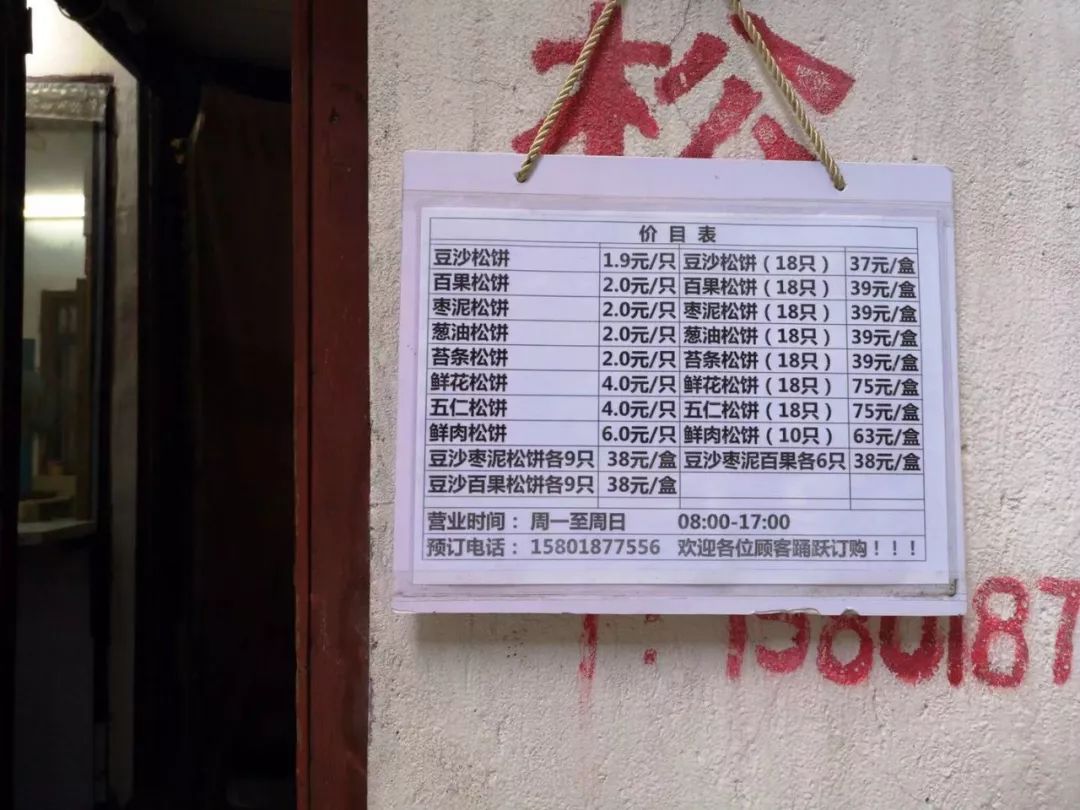 松
价目表
豆沙松饼 1.9元/只 豆沙松饼（18只） 37元/盒
百果松饼 2.0元/只 百果松饼（18只） 39元/盒
枣泥松饼 2.0元/只 枣泥松饼（18只） 39元/盒
葱油松饼 2.0元/只 葱油松饼（18只） 39元/盒
苔条松饼 2.0元/只 苔条松饼（18只） 39元/盒
鲜花松饼 4.0元/只 鲜花松饼（18只） 75元/盒
五仁松饼 4.0元/只 五仁松饼（18只） 75元/盒
鲜肉松饼 6.0元/只 鲜肉松饼（10只） 63元/盒
豆沙枣泥松饼各9只 38元/盒 豆沙枣泥百果各6只 38元/盒
豆沙百果松饼各9只 38元/盒
营业时间： 周一至周日 08:00-17:00
预订电话： 15801877556 欢迎各位顾客踊跃订购！！！
: 1580187